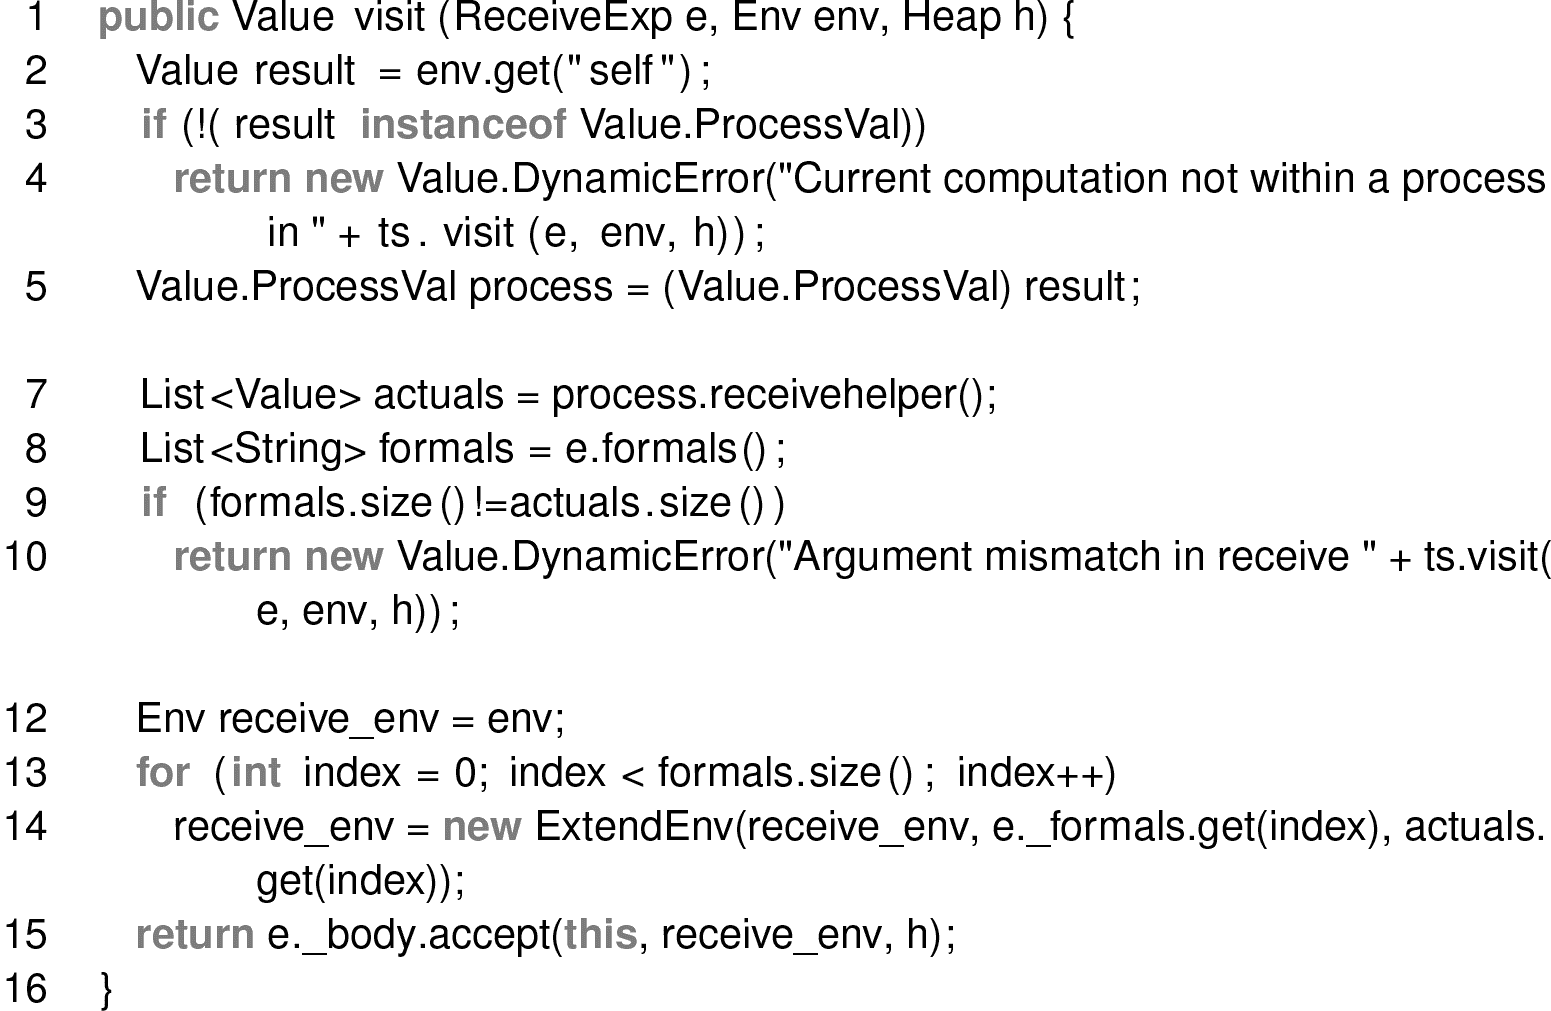 1 public Value visit (ReceiveExp e, Env env, Heap h) {
2 Value result = env.get("self");
3 if (!( result instanceof Value.ProcessVal))
4 return new Value.DynamicError("Current computation not within a process
in " + ts. visit (e, env, h));
5 Value.ProcessVal process = (Value.ProcessVal) result;
7 List<Value> actuals = process.receivehelper();
8 List<String> formals = e.formals();
9 if (formals.size()!=actuals.size())
10 return new Value.DynamicError("Argument mismatch in receive " + ts.visit(
e, env, h));
12 Env receive_env = env;
13 for (int index = 0; index < formals.size(); index++)
14 receive_env = new ExtendEnv(receive_env, e._formals.get(index), actuals.
get(index));
15 return e._body.accept(this, receive_env, h);
16 }